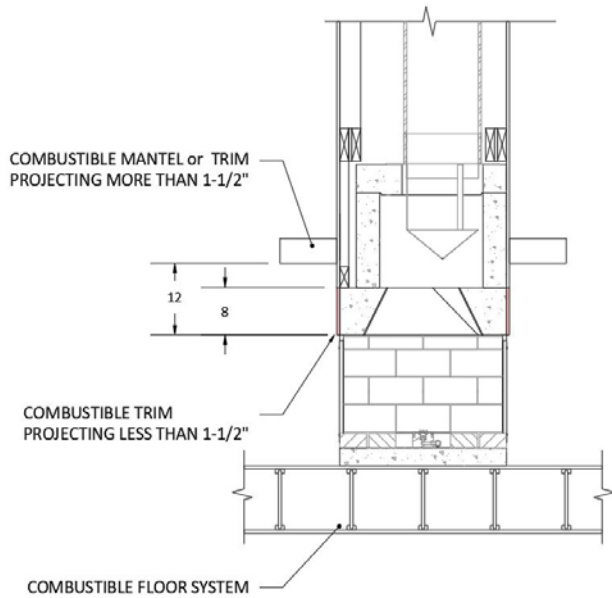 COMBUSTIBLE MANTEL or TRIM
PROJECTING MORE THAN 1-1/2"
12
8
COMBUSTIBLE TRIM
PROJECTING LESS THAN 1-1/2"
COMBUSTIBLE FLOOR SYSTEM